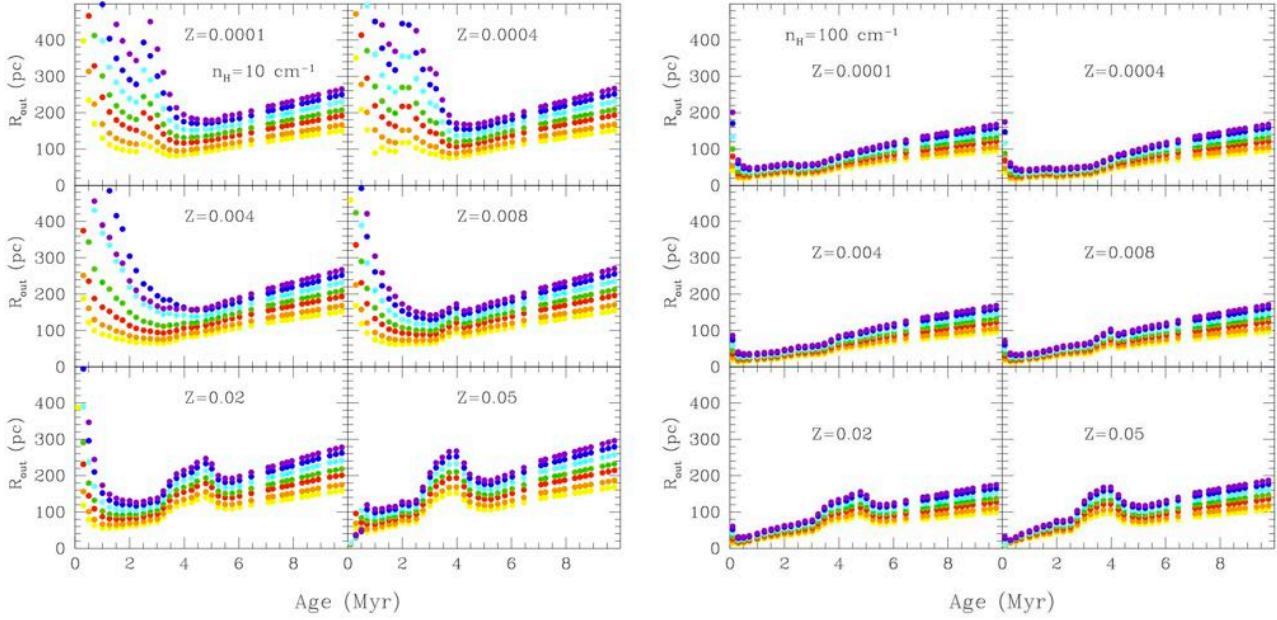 400
300
200
100
0
R_out (pc)
Z=0.0001
n_H=10 cm⁻¹
Z=0.0004
400
300
200
100
0
R_out (pc)
Z=0.004
Z=0.008
400
300
200
100
0
R_out (pc)
Z=0.02
Z=0.05
0 2 4 6 8 0 2 4 6 8
Age (Myr)
400
300
200
100
0
R_out (pc)
n_H=100 cm⁻¹
Z=0.0001
Z=0.0004
400
300
200
100
0
R_out (pc)
Z=0.004
Z=0.008
400
300
200
100
0
R_out (pc)
Z=0.02
Z=0.05
0 2 4 6 8 0 2 4 6 8
Age (Myr)